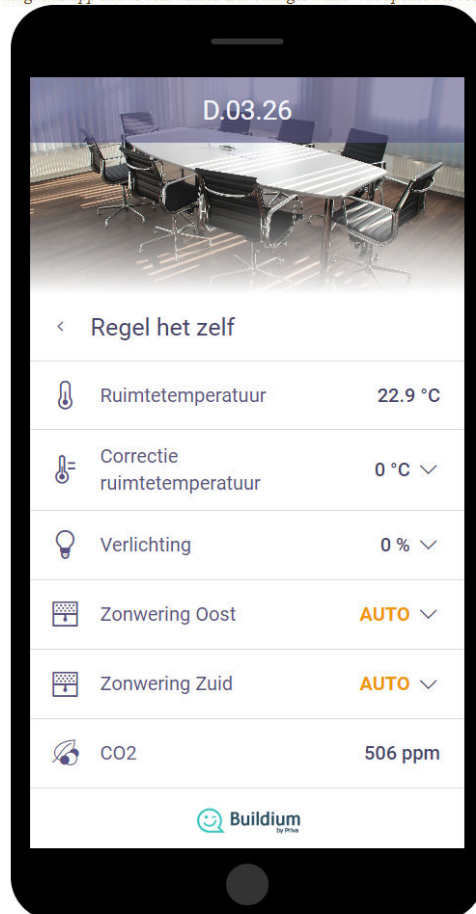 D.03.26
Regel het zelf
Ruimtetemperatuur 22.9 °C
Correctie
ruimtetemperatuur 0 °C
Verlichting 0 %
Zonwering Oost AUTO
Zonwering Zuid AUTO
CO2 506 ppm
Buildium
by Priva